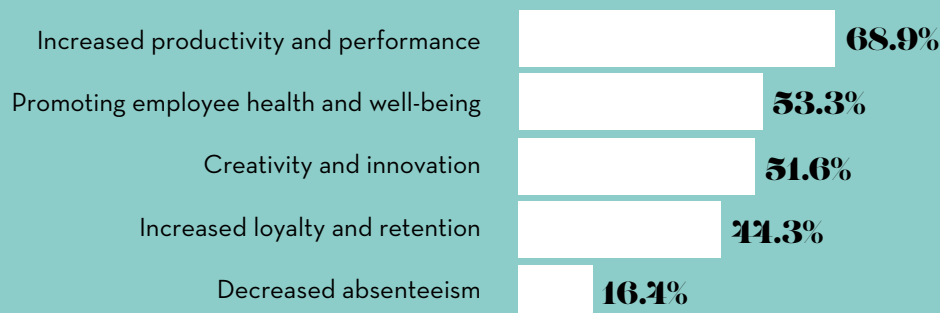 Increased productivity and performance 68.9%
Promoting employee health and well-being 53.3%
Creativity and innovation 51.6%
Increased loyalty and retention 44.3%
Decreased absenteeism 16.4%